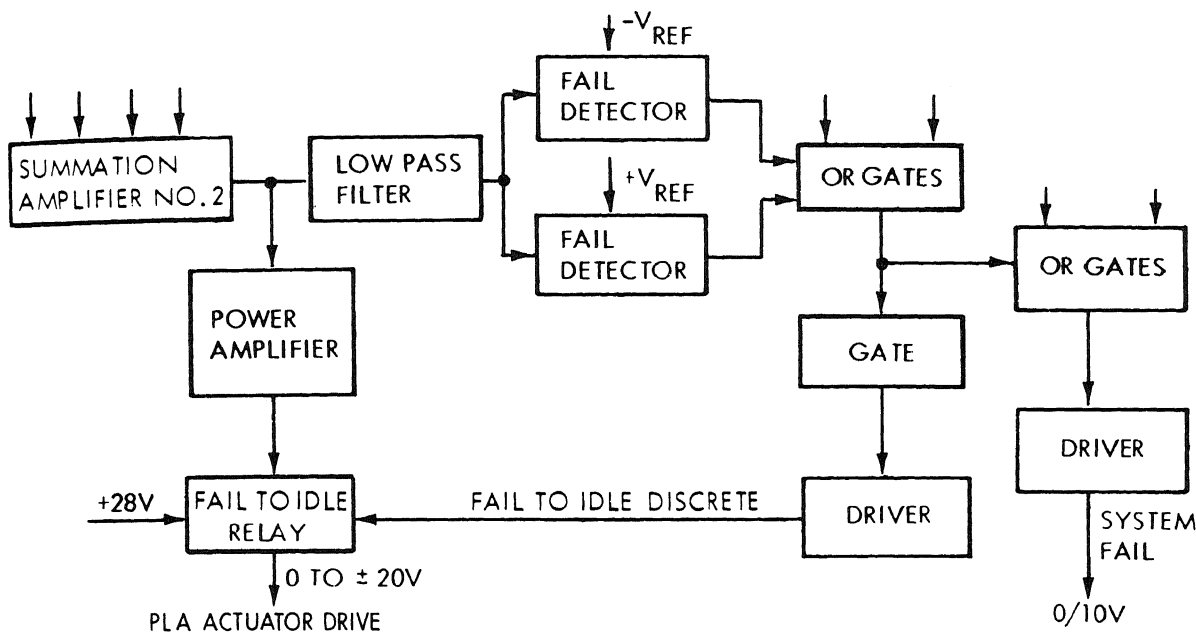 -V REF
FAIL
DETECTOR
SUMMATION
AMPLIFIER NO.2
LOW PASS
FILTER
+V REF
OR GATES
FAIL
DETECTOR
OR GATES
POWER
AMPLIFIER
GATE
DRIVER
+28V
FAIL TO IDLE
RELAY
FAIL TO IDLE DISCRETE
DRIVER
SYSTEM
FAIL
0 TO ± 20V
PLA ACTUATOR DRIVE
0/10V